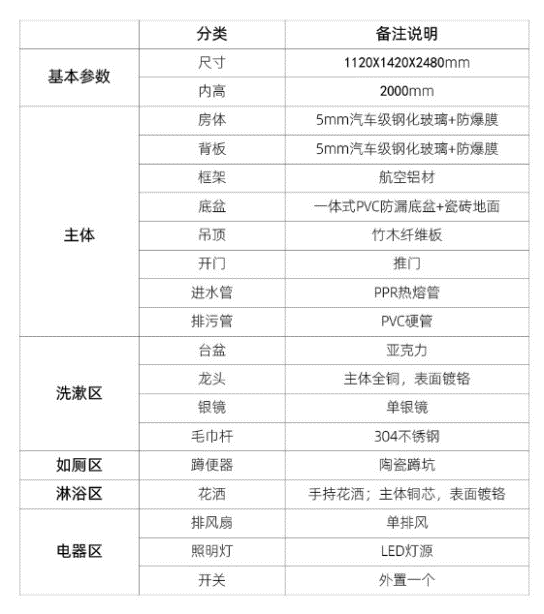 分类 备注说明
基本参数
尺寸 1120X1420X2480mm
内高 2000mm
主体
房体 5mm汽车级钢化玻璃+防爆膜
背板 5mm汽车级钢化玻璃+防爆膜
框架 航空铝材
底盆 一体式PVC防漏底盆+瓷砖地面
吊顶 竹木纤维板
开门 推门
进水管 PPR热熔管
排污管 PVC硬管
洗漱区
台盆 亚克力
龙头 主体全铜，表面镀铬
银镜 单银镜
毛巾杆 304不锈钢
如厕区 蹲便器 陶瓷蹲坑
淋浴区 花洒 手持花洒；主体铜芯，表面镀铬
电器区
排风扇 单排风
照明灯 LED灯源
开关 外置一个